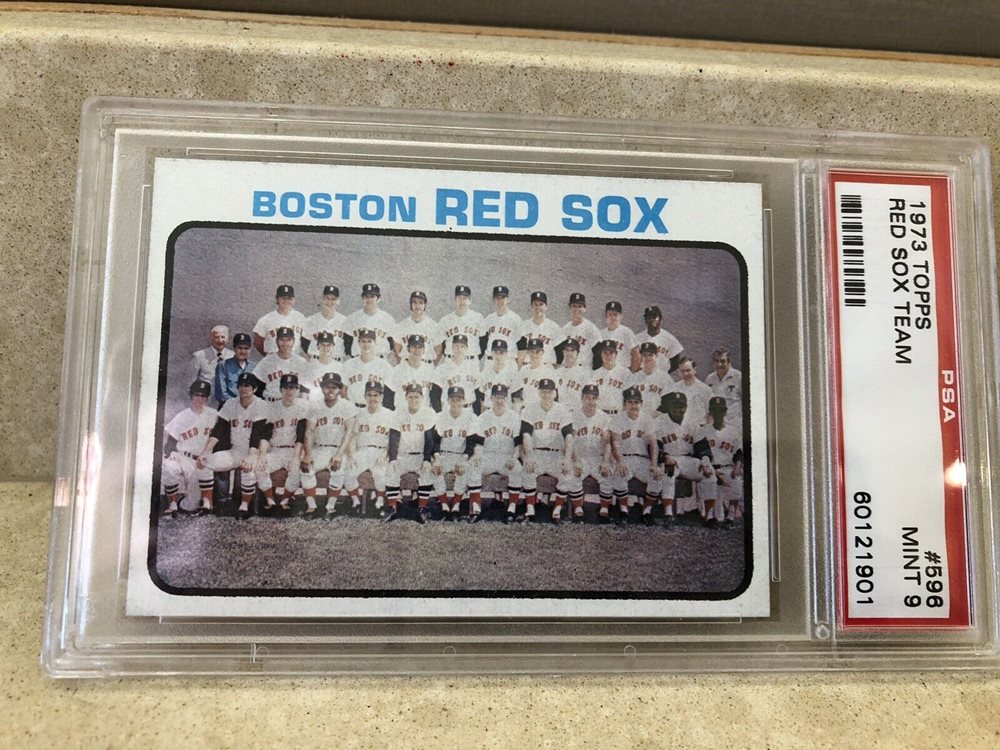 BOSTON RED SOX
1973 TOPPS
RED SOX TEAM
PSA
#596
MINT 9
60121901